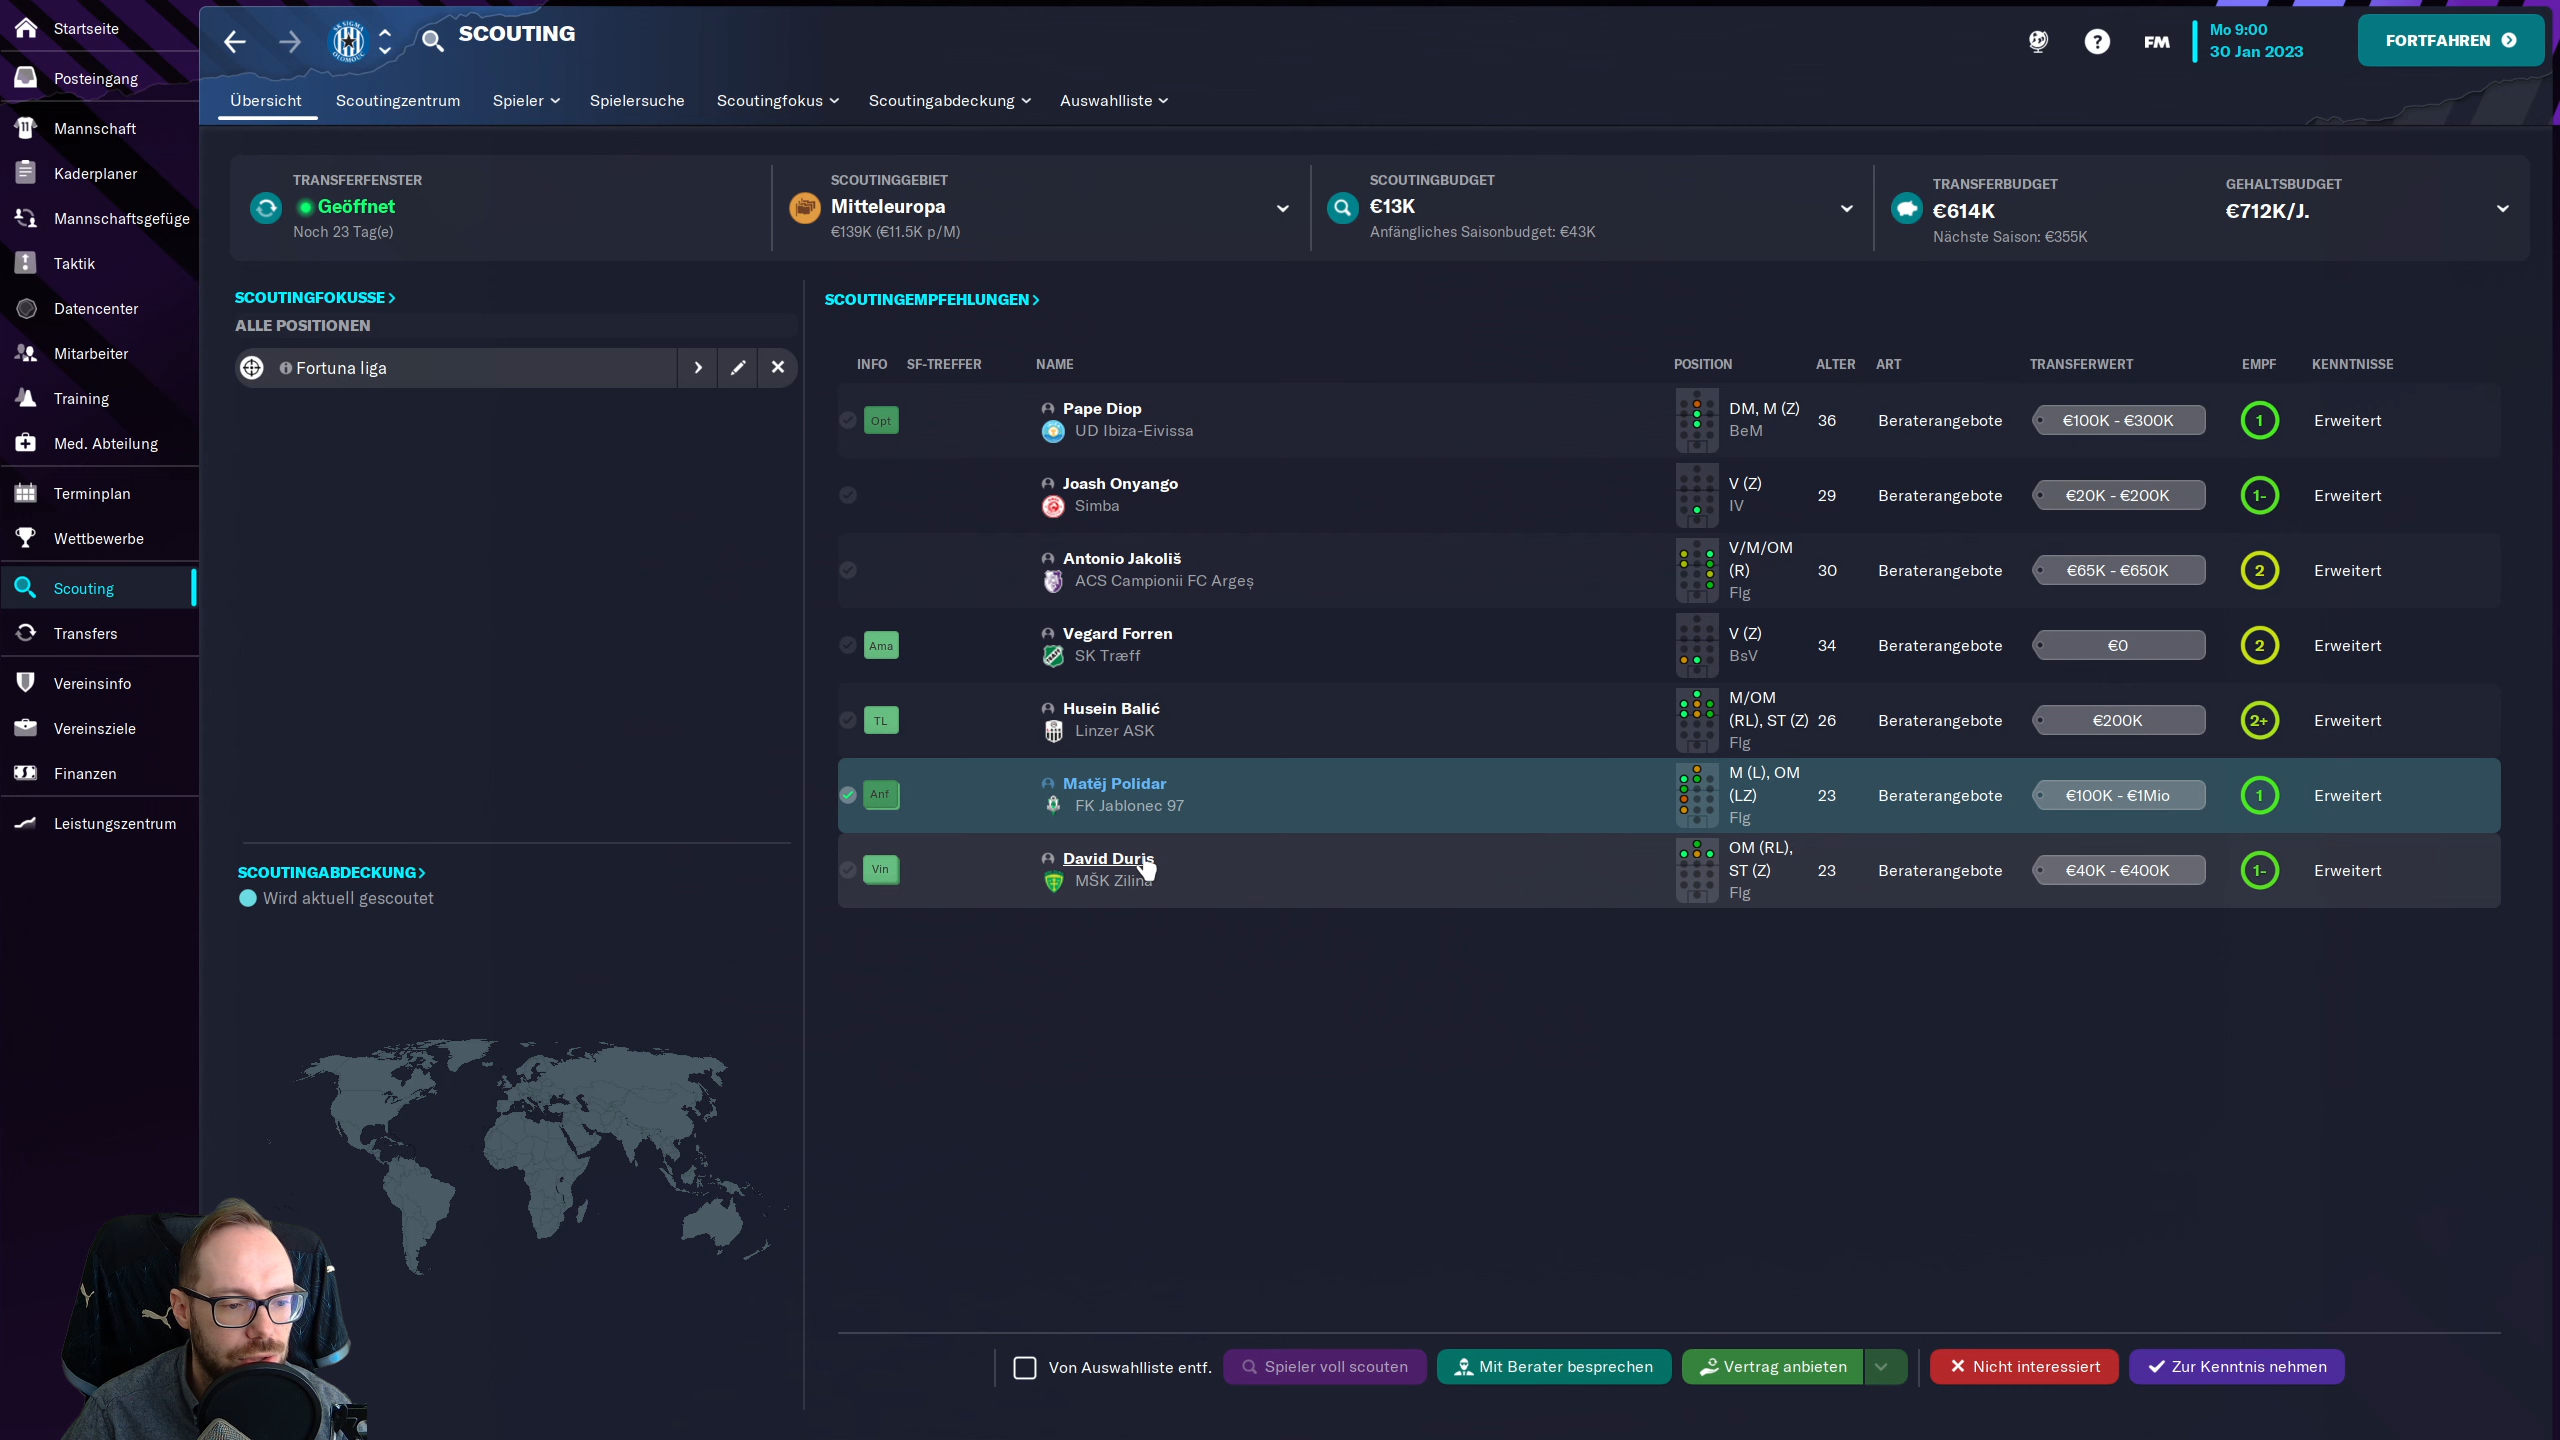 Startseite
Posteingang
Mannschaft
Kaderplaner
Mannschaftsgefüge
Taktik
Datencenter
Mitarbeiter
Training
Med. Abteilung
Terminplan
Wettbewerbe
Scouting
Transfers
Vereinsinfo
Vereinsziele
Finanzen
Leistungszentrum
SK SIGMA OLOMOUC
SCOUTING
FM
Mo 9:00
30 Jan 2023
FORTFAHREN
Übersicht
Scoutingzentrum
Spieler
Spielersuche
Scoutingfokus
Scoutingabdeckung
Auswahlliste
TRANSFERFENSTER
Geöffnet
Noch 23 Tag(e)
SCOUTINGGEBIET
Mitteleuropa
€139K (€11.5K p/M)
SCOUTINGBUDGET
€13K
Anfängliches Saisonbudget: €43K
TRANSFERBUDGET
€614K
Nächste Saison: €355K
GEHALTSBUDGET
€712K/J.
SCOUTINGFOKUSSE
ALLE POSITIONEN
Fortuna liga
SCOUTINGABDECKUNG
Wird aktuell gescoutet
SCOUTINGEMPFEHLUNGEN
INFO SF-TREFFER NAME POSITION ALTER ART TRANSFERWERT EMPF KENNTNISSE
Opt Pape Diop DM, M (Z) 36 Beraterangebote €100K - €300K 1 Erweitert
UD Ibiza-Eivissa BeM
Joash Onyango V (Z) 29 Beraterangebote €20K - €200K 1- Erweitert
Simba IV
Antonio Jakoliš V/M/OM (R) 30 Beraterangebote €65K - €650K 2 Erweitert
ACS Campionii FC Argeș Flg
Ama Vegard Forren V (Z) 34 Beraterangebote €0 2 Erweitert
SK Træff BsV
TL Husein Balić M/OM (RL), ST (Z) 26 Beraterangebote €200K 2+ Erweitert
Linzer ASK Flg
Anf Matěj Polidar M (L), OM (LZ) 23 Beraterangebote €100K - €1Mio 1 Erweitert
FK Jablonec 97 Flg
Vin David Duris OM (RL), ST (Z) 23 Beraterangebote €40K - €400K 1- Erweitert
MŠK Zilina Flg
Von Auswahlliste entf.
Spieler voll scouten
Mit Berater besprechen
Vertrag anbieten
Nicht interessiert
Zur Kenntnis nehmen